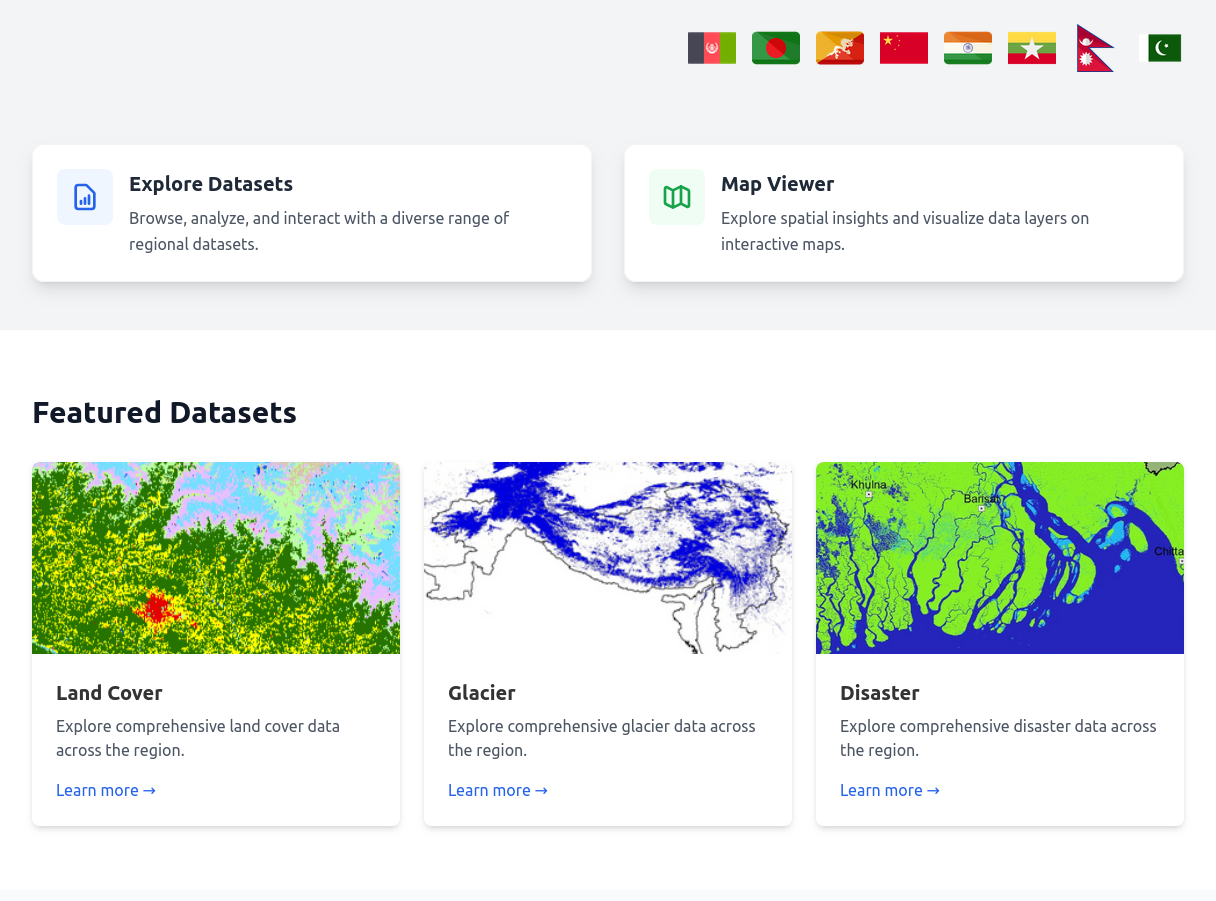 Explore Datasets
Browse, analyze, and interact with a diverse range of
regional datasets.
Map Viewer
Explore spatial insights and visualize data layers on
interactive maps.
Featured Datasets
Khulna
Barisan
Chitta
Land Cover
Explore comprehensive land cover data
across the region.
Learn more →
Glacier
Explore comprehensive glacier data across
the region.
Learn more →
Disaster
Explore comprehensive disaster data across
the region.
Learn more →